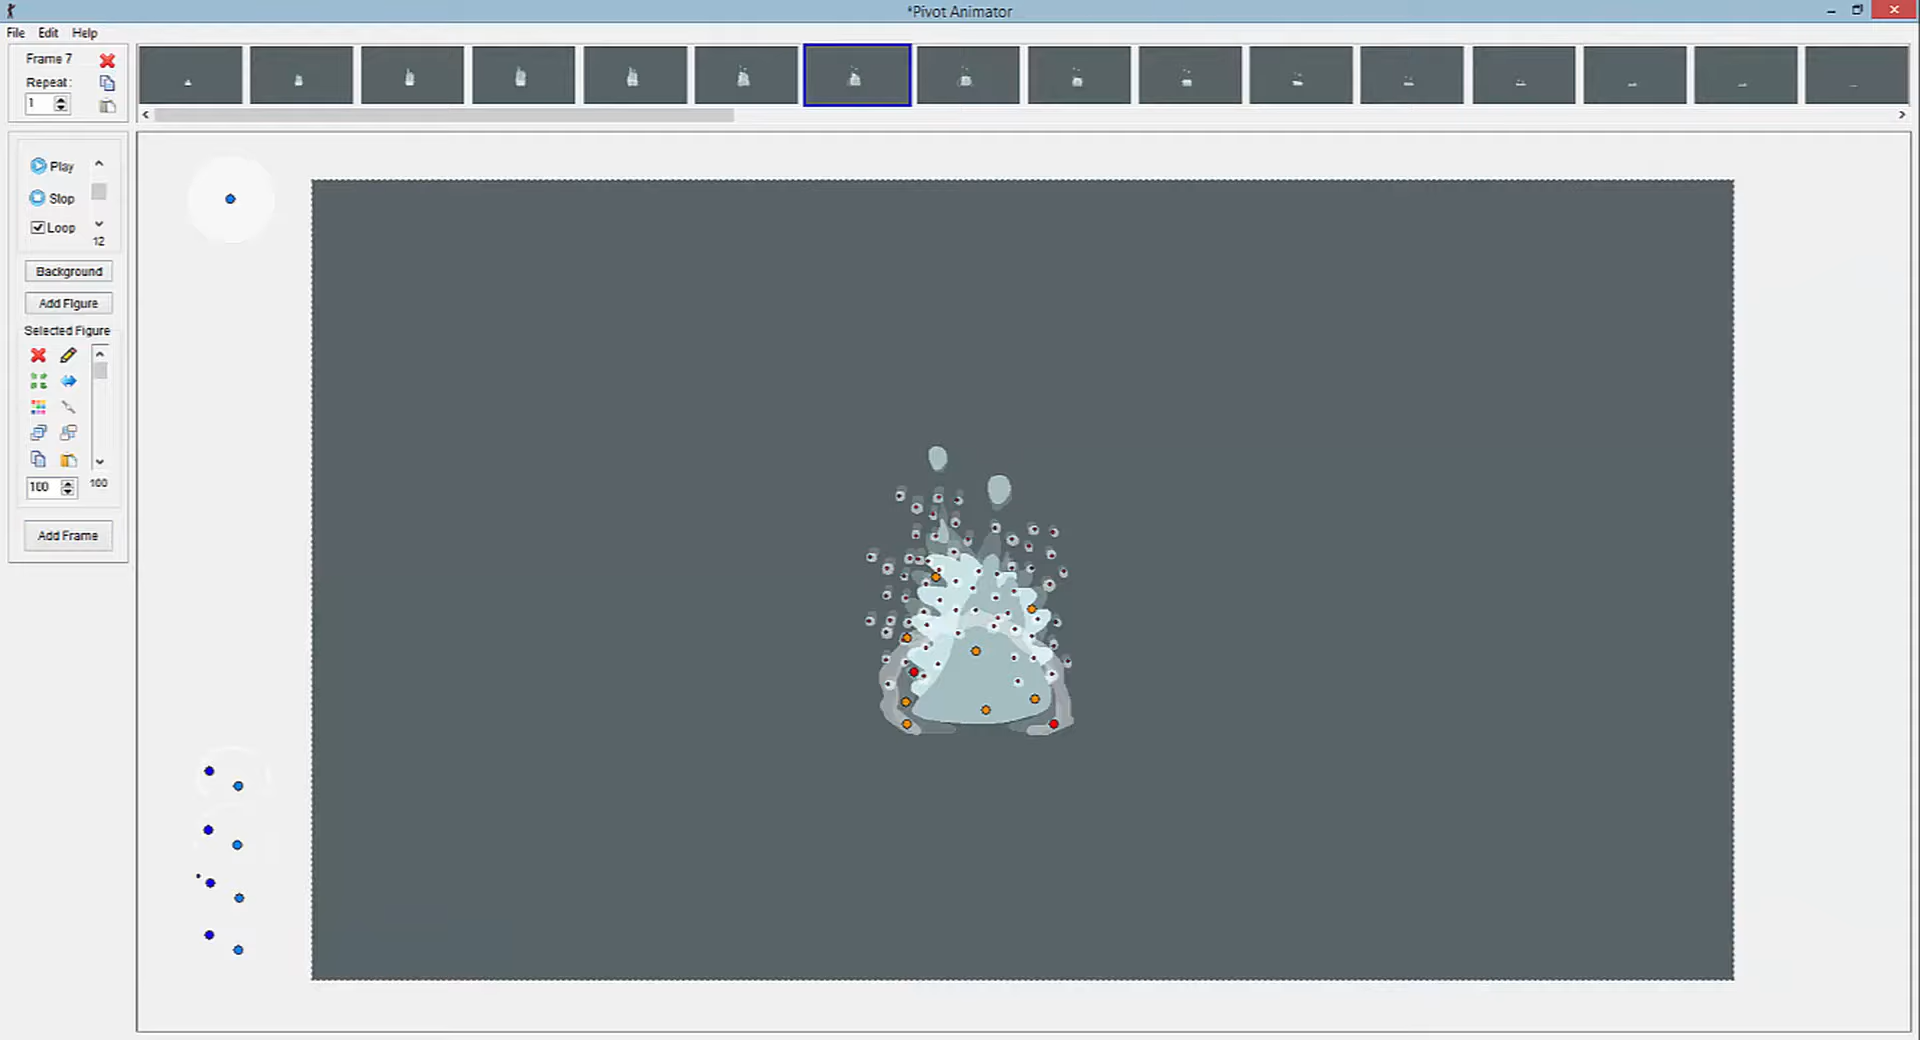 *Pivot Animator
File Edit Help
Frame 7
Repeat:
1
Play
Stop
Loop
12
Background
Add Figure
Selected Figure
100
100
Add Frame